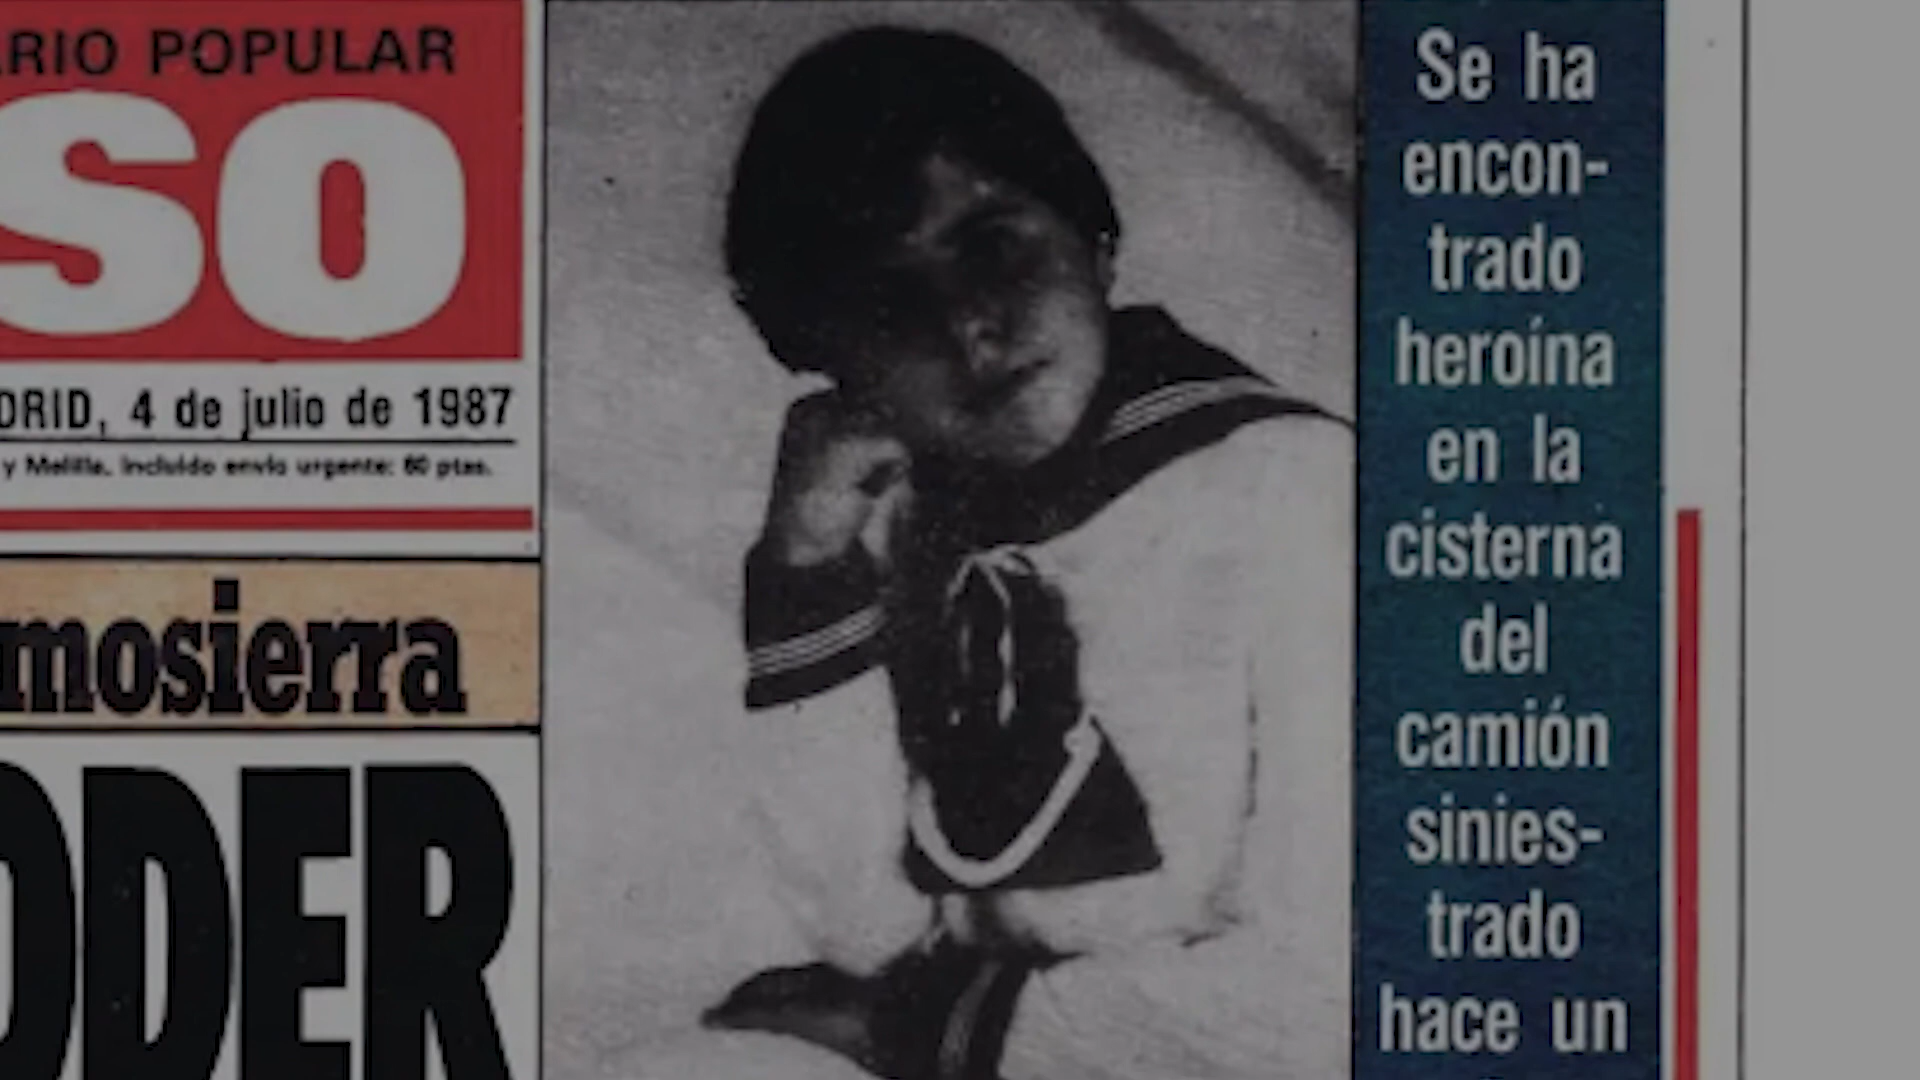 ARIO POPULAR
SO
DRID, 4 de julio de 1987
y Melilla. Incluido envío urgente: 60 ptas.
mosierra
ODER
Se ha
encon-
trado
heroína
en la
cisterna
del
camión
sinies-
trado
hace un